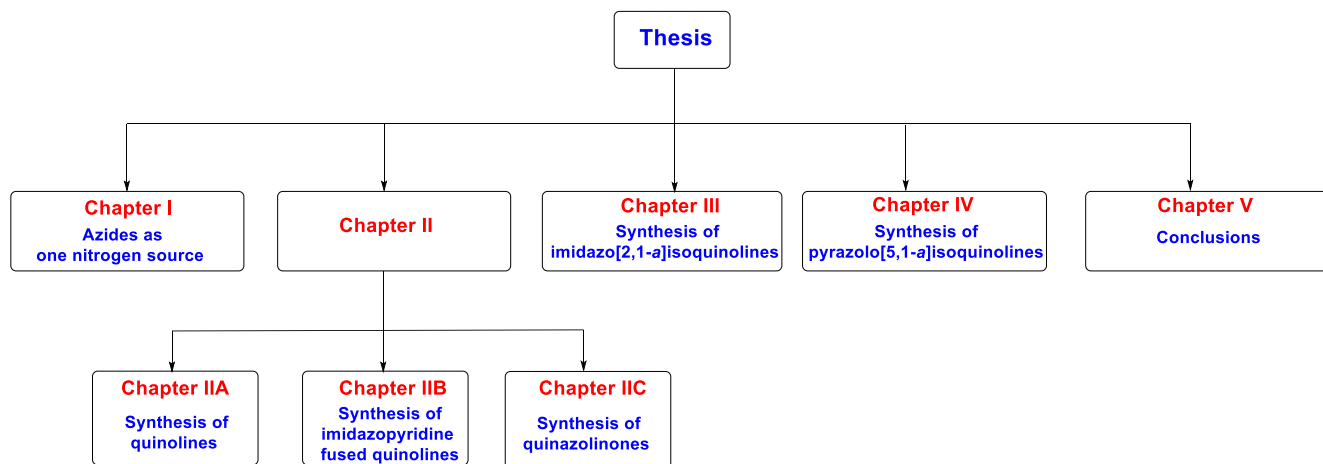 Thesis
Chapter I
Azides as
one nitrogen source
Chapter II
Chapter III
Synthesis of
imidazo[2,1-a]isoquinolines
Chapter IV
Synthesis of
pyrazolo[5,1-a]isoquinolines
Chapter V
Conclusions
Chapter IIA
Synthesis of
quinolines
Chapter IIB
Synthesis of
imidazopyridine
fused quinolines
Chapter IIC
Synthesis of
quinazolinones